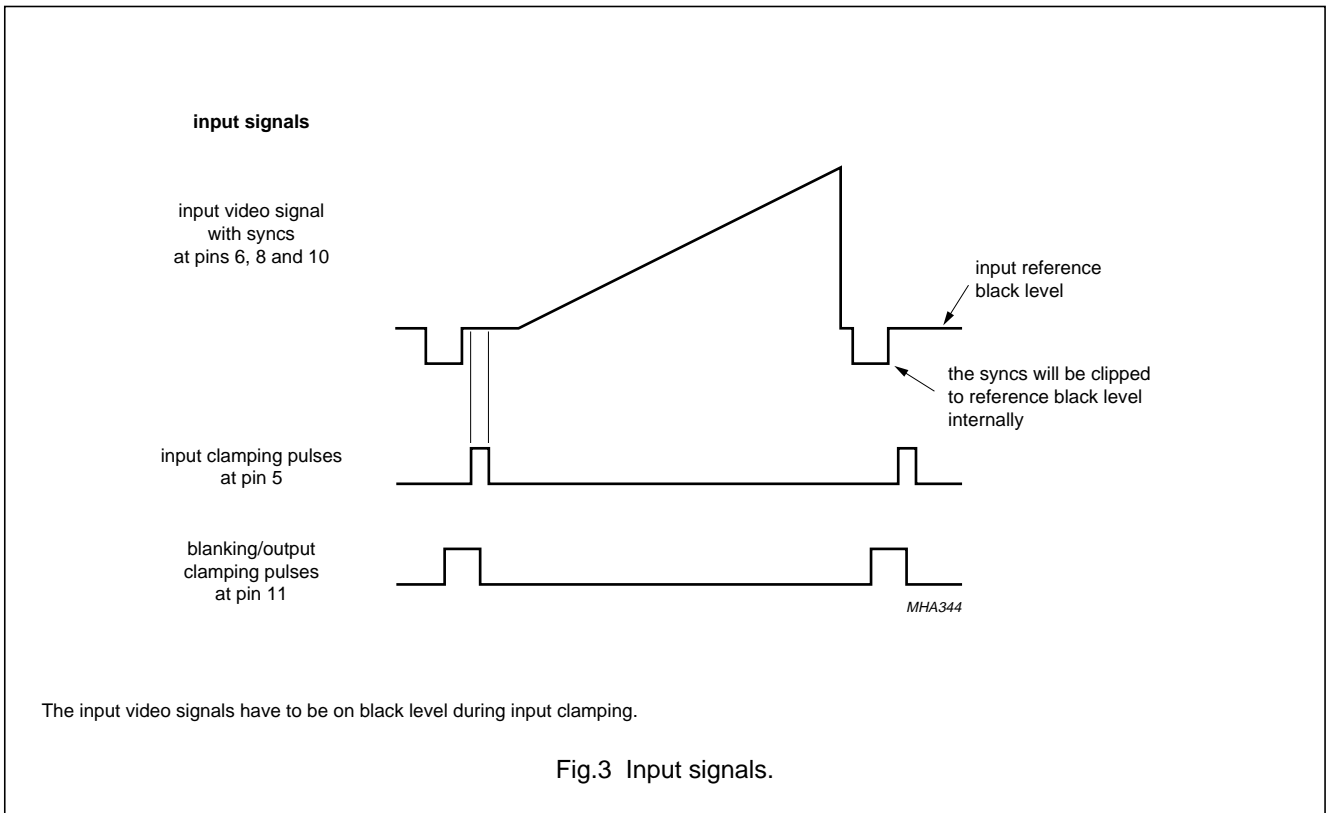 input signals
input video signal
with syncs
at pins 6, 8 and 10
input reference
black level
the syncs will be clipped
to reference black level
internally
input clamping pulses
at pin 5
blanking/output
clamping pulses
at pin 11
MHA344
The input video signals have to be on black level during input clamping.
Fig.3 Input signals.